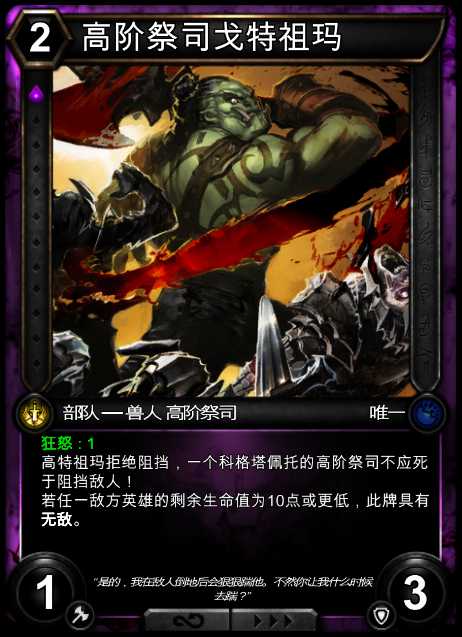 2
高阶祭司戈特祖玛
部队 — 兽人 高阶祭司
唯一
狂怒：1
高特祖玛拒绝阻挡，一个科格塔佩托的高阶祭司不应死
于阻挡敌人！
若任一敌方英雄的剩余生命值为10点或更低，此牌具有
无敌。
“是的，我在敌人倒地后会狠狠踹他。不然你让我什么时候
去踹？”
1
3